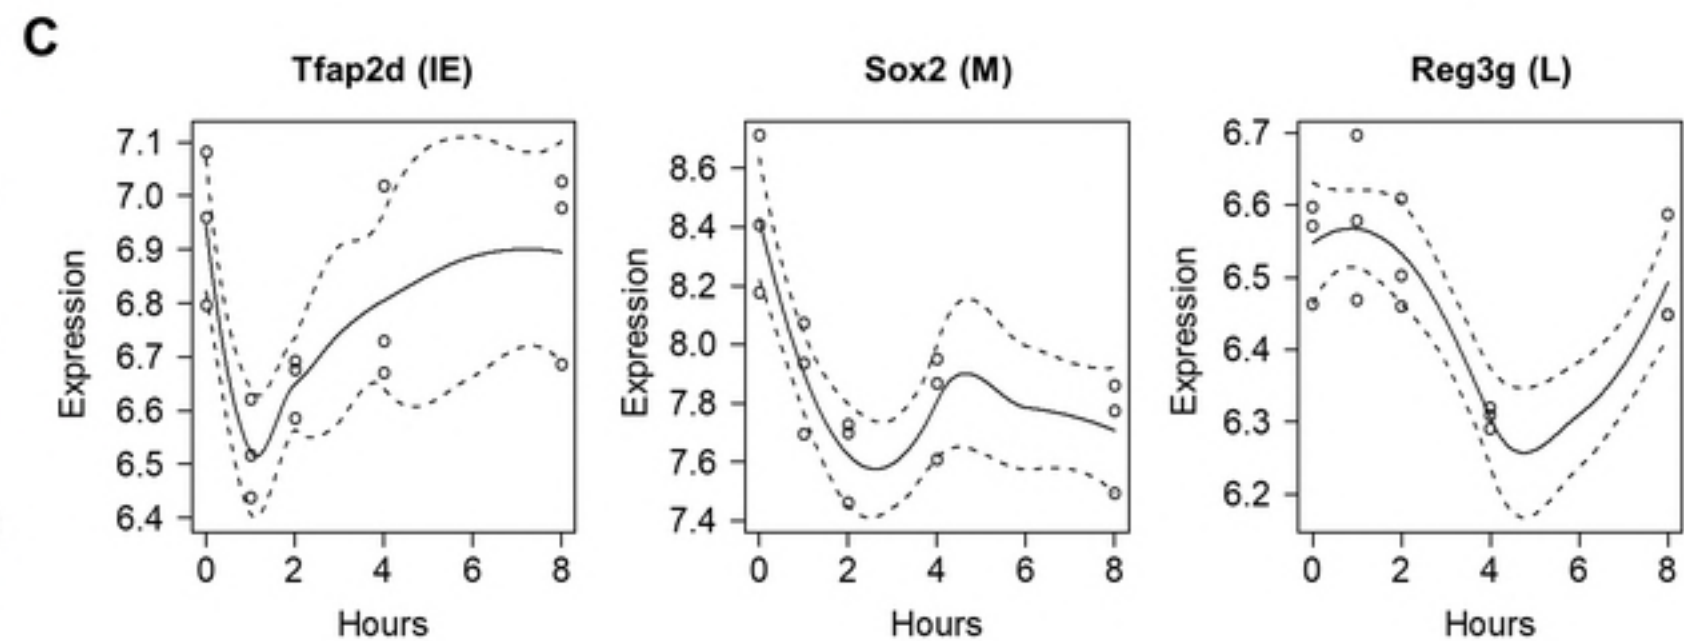 C
Tfap2d (IE)
Expression
7.1
7.0
6.9
6.8
6.7
6.6
6.5
6.4
0 2 4 6 8
Hours
Sox2 (M)
Expression
8.6
8.4
8.2
8.0
7.8
7.6
7.4
0 2 4 6 8
Hours
Reg3g (L)
Expression
6.7
6.6
6.5
6.4
6.3
6.2
0 2 4 6 8
Hours